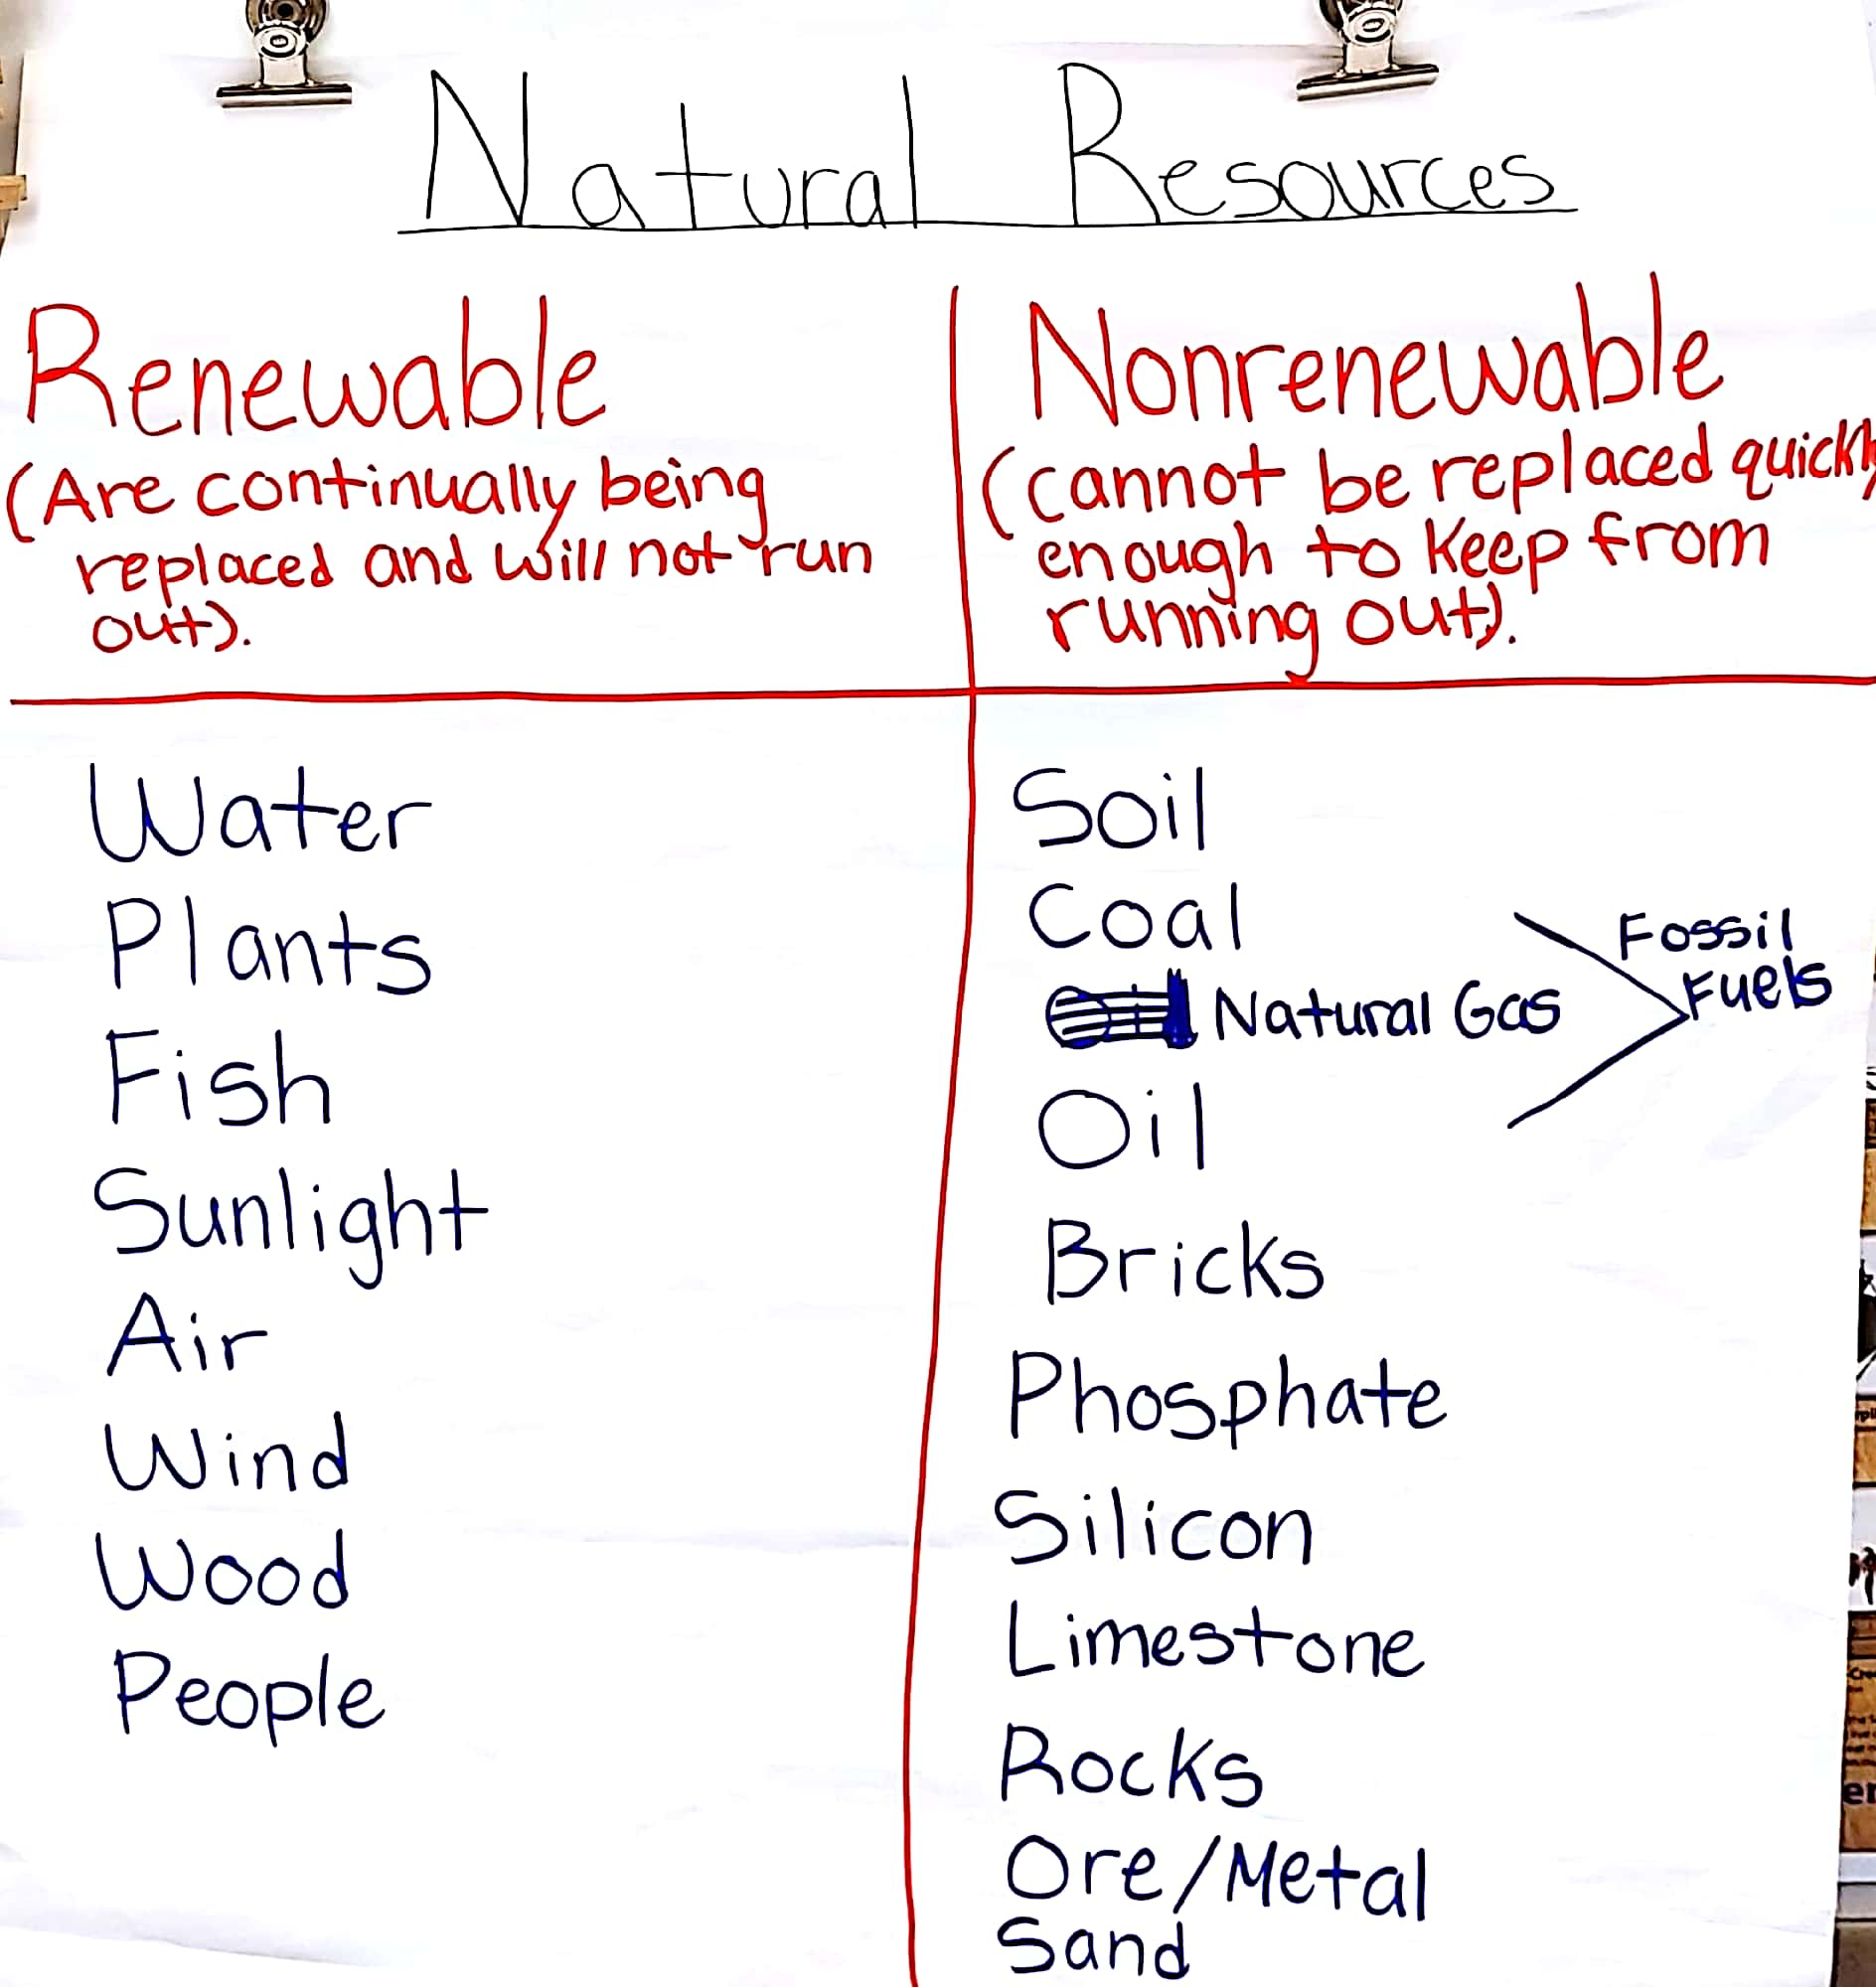 Natural Resources
Renewable
(Are continually being
replaced and will not run
out).
Nonrenewable
(cannot be replaced quickly
enough to keep from
running out).
Water
Plants
Fish
Sunlight
Air
Wind
Wood
People
Soil
Coal
Natural Gas
Oil
Fossil
Fuels
Bricks
Phosphate
Silicon
Limestone
Rocks
Ore/Metal
Sand